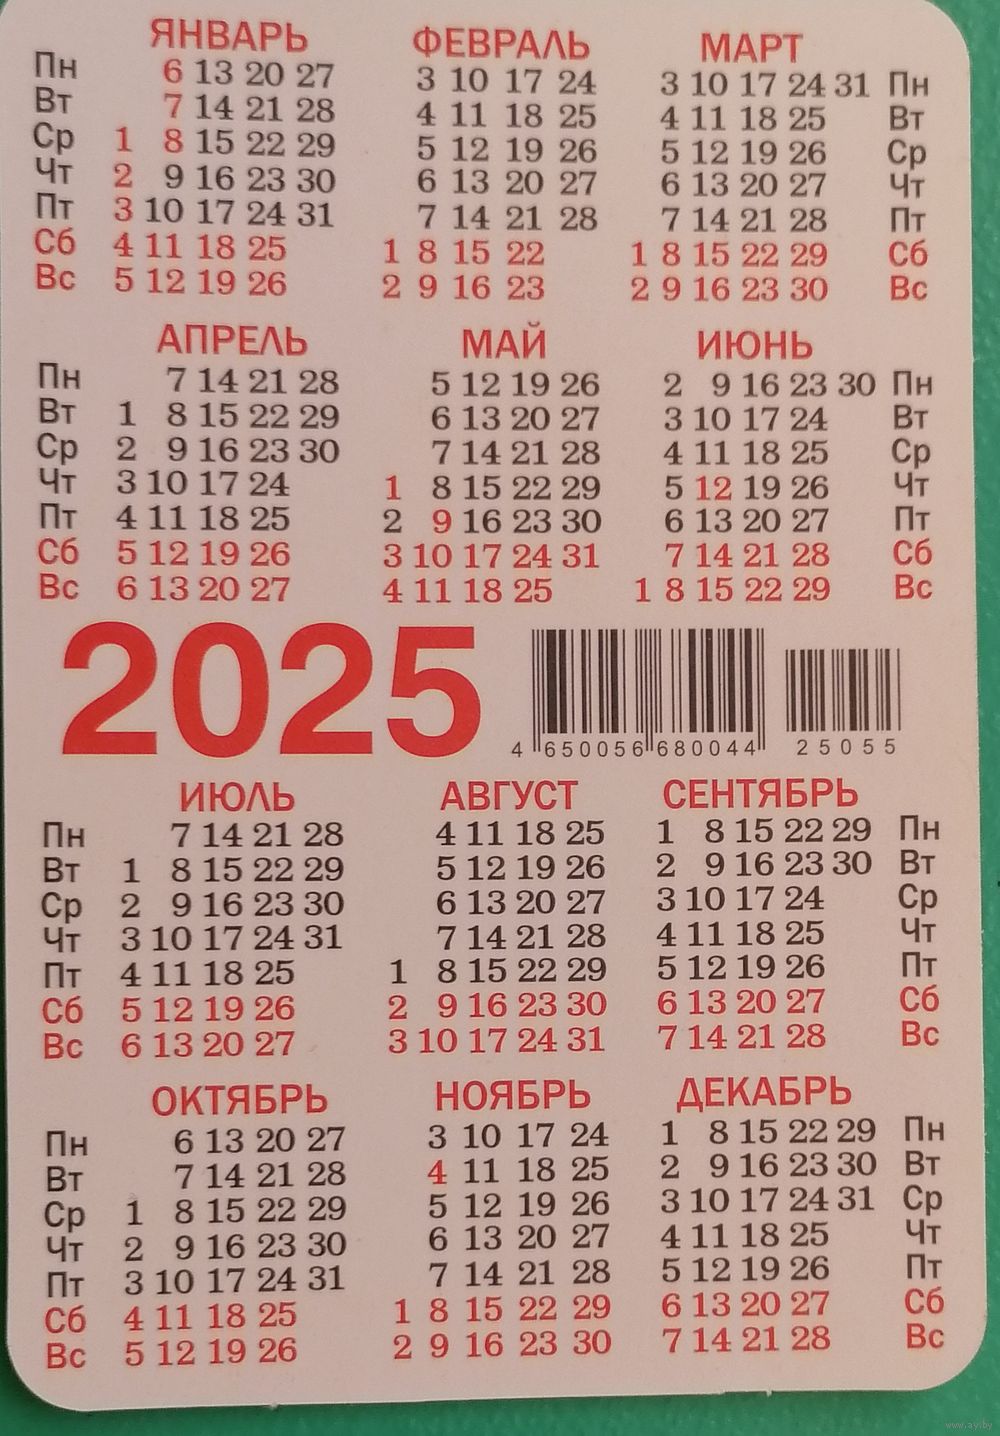 ЯНВАРЬ ФЕВРАЛЬ МАРТ
Пн 6 13 20 27 3 10 17 24 3 10 17 24 31 Пн
Вт 7 14 21 28 4 11 18 25 4 11 18 25 Вт
Ср 1 8 15 22 29 5 12 19 26 5 12 19 26 Ср
Чт 2 9 16 23 30 6 13 20 27 6 13 20 27 Чт
Пт 3 10 17 24 31 7 14 21 28 7 14 21 28 Пт
Сб 4 11 18 25 1 8 15 22 1 8 15 22 29 Сб
Вс 5 12 19 26 2 9 16 23 2 9 16 23 30 Вс
АПРЕЛЬ МАЙ ИЮНЬ
Пн 7 14 21 28 5 12 19 26 2 9 16 23 30 Пн
Вт 1 8 15 22 29 6 13 20 27 3 10 17 24 Вт
Ср 2 9 16 23 30 7 14 21 28 4 11 18 25 Ср
Чт 3 10 17 24 1 8 15 22 29 5 12 19 26 Чт
Пт 4 11 18 25 2 9 16 23 30 6 13 20 27 Пт
Сб 5 12 19 26 3 10 17 24 31 7 14 21 28 Сб
Вс 6 13 20 27 4 11 18 25 1 8 15 22 29 Вс
2025
4 650056 680044 25055
ИЮЛЬ АВГУСТ СЕНТЯБРЬ
Пн 7 14 21 28 4 11 18 25 1 8 15 22 29 Пн
Вт 1 8 15 22 29 5 12 19 26 2 9 16 23 30 Вт
Ср 2 9 16 23 30 6 13 20 27 3 10 17 24 Ср
Чт 3 10 17 24 31 7 14 21 28 4 11 18 25 Чт
Пт 4 11 18 25 1 8 15 22 29 5 12 19 26 Пт
Сб 5 12 19 26 2 9 16 23 30 6 13 20 27 Сб
Вс 6 13 20 27 3 10 17 24 31 7 14 21 28 Вс
ОКТЯБРЬ НОЯБРЬ ДЕКАБРЬ
Пн 6 13 20 27 3 10 17 24 1 8 15 22 29 Пн
Вт 7 14 21 28 4 11 18 25 2 9 16 23 30 Вт
Ср 1 8 15 22 29 5 12 19 26 3 10 17 24 31 Ср
Чт 2 9 16 23 30 6 13 20 27 4 11 18 25 Чт
Пт 3 10 17 24 31 7 14 21 28 5 12 19 26 Пт
Сб 4 11 18 25 1 8 15 22 29 6 13 20 27 Сб
Вс 5 12 19 26 2 9 16 23 30 7 14 21 28 Вс
www.ay.by